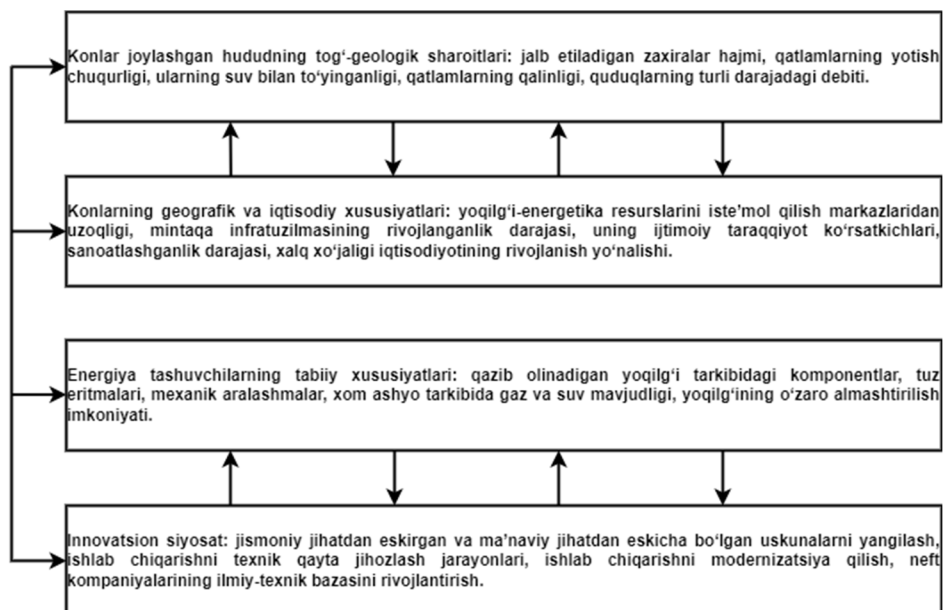 Konlar joylashgan hududning tog‘-geologik sharoitlari: jalb etiladigan zaxiralar hajmi, qatlamlarning yotish
chuqurligi, ularning suv bilan to‘yinganligi, qatlamlarning qalinligi, quduqlarning turli darajadagi debiti.
Konlarning geografik va iqtisodiy xususiyatlari: yoqilg‘i-energetika resurslarini iste’mol qilish markazlaridan
uzoqligi, mintaqa infratuzilmasining rivojlanganlik darajasi, uning ijtimoiy taraqqiyot ko‘rsatkichlari,
sanoatlashganlik darajasi, xalq xo‘jaligi iqtisodiyotining rivojlanish yo‘nalishi.
Energiya tashuvchilarning tabiiy xususiyatlari: qazib olinadigan yoqilg‘i tarkibidagi komponentlar, tuz
eritmalari, mexanik aralashmalar, xom ashyo tarkibida gaz va suv mavjudligi, yoqilg‘ining o‘zaro almashtirilish
imkoniyati.
Innovatsion siyosat: jismoniy jihatdan eskirgan va ma’naviy jihatdan eskicha bo‘lgan uskunalarni yangilash,
ishlab chiqarishni texnik qayta jihozlash jarayonlari, ishlab chiqarishni modernizatsiya qilish, neft
kompaniyalarining ilmiy-texnik bazasini rivojlantirish.